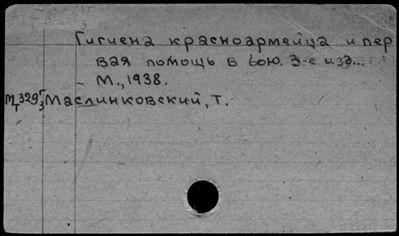 Гигиена красноармейца и пер
вая помощь в бою. 3-е изд...
- М., 1938.
М329, Маслинковский, Т.